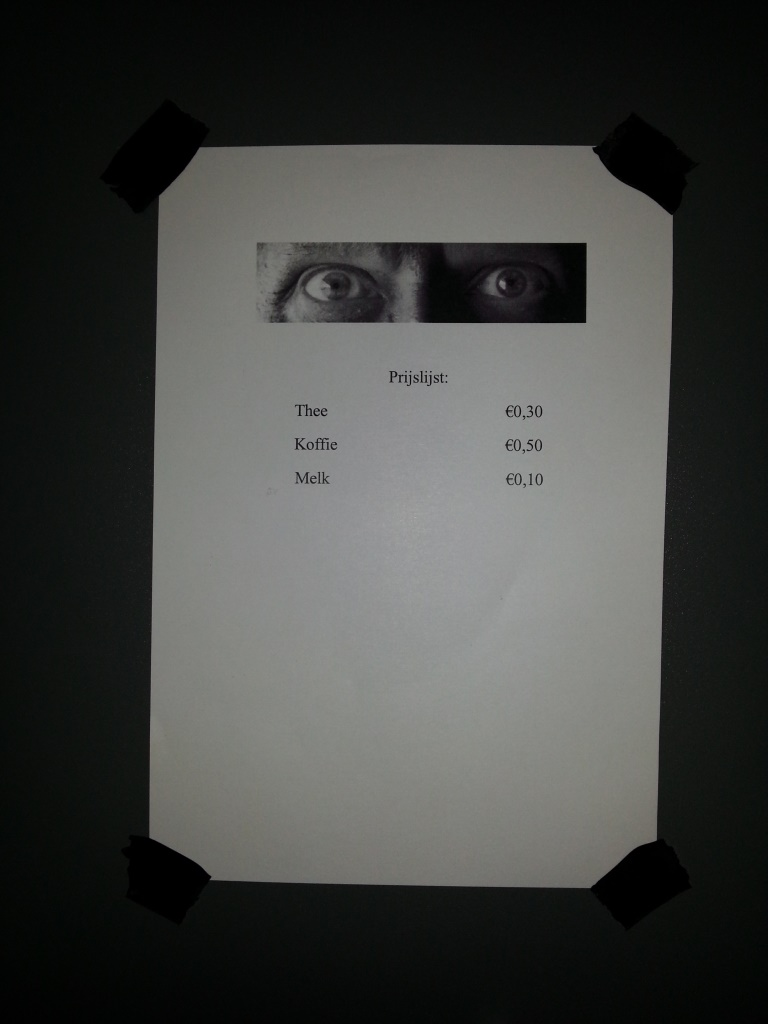 Prijslijst:
Thee €0,30
Koffie €0,50
Melk €0,10